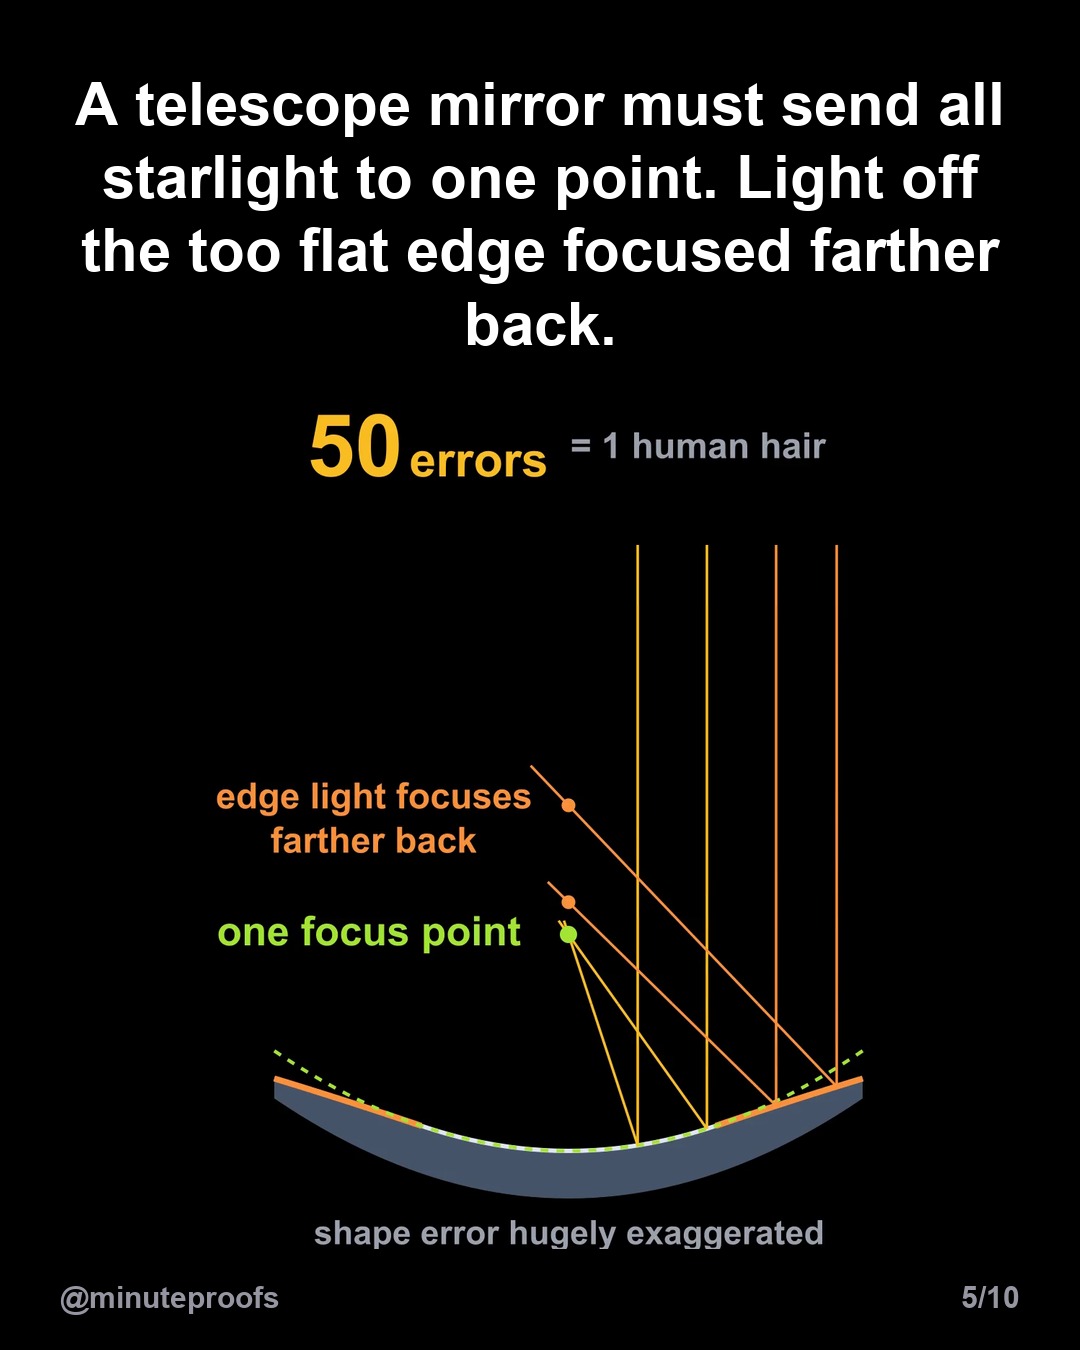 A telescope mirror must send all
starlight to one point. Light off
the too flat edge focused farther
back.
50 errors = 1 human hair
edge light focuses
farther back
one focus point
shape error hugely exaggerated
@minuteproofs
5/10